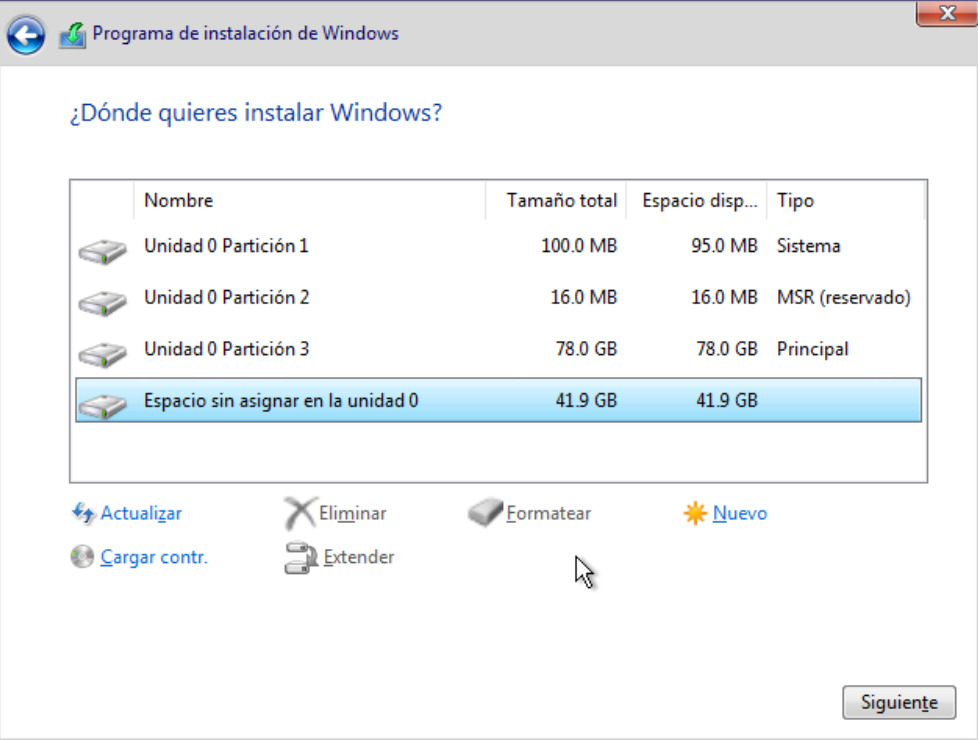 Programa de instalación de Windows
¿Dónde quieres instalar Windows?
Nombre Tamaño total Espacio disp... Tipo
Unidad 0 Partición 1 100.0 MB 95.0 MB Sistema
Unidad 0 Partición 2 16.0 MB 16.0 MB MSR (reservado)
Unidad 0 Partición 3 78.0 GB 78.0 GB Principal
Espacio sin asignar en la unidad 0 41.9 GB 41.9 GB
Actualizar Eliminar Formatear Nuevo
Cargar contr. Extender
Siguiente